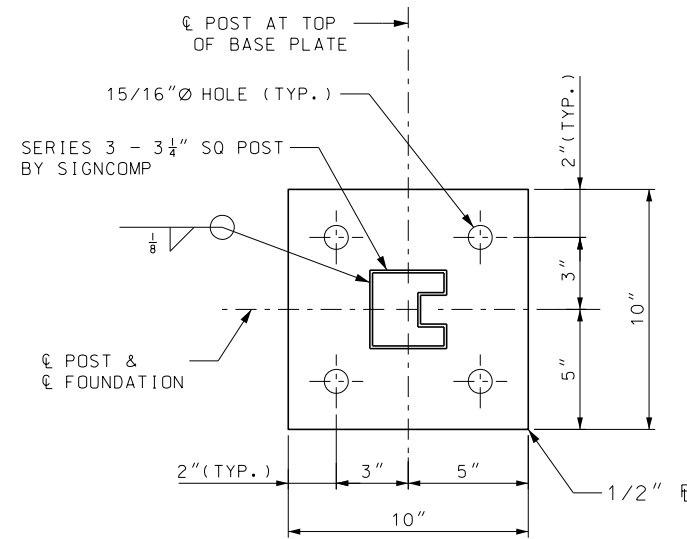 ℄ POST AT TOP
OF BASE PLATE
15/16"Ø HOLE (TYP.)
SERIES 3 - 3¼" SQ POST
BY SIGNCOMP
2"(TYP.)
1/8
3"
10"
℄ POST &
℄ FOUNDATION
5"
2"(TYP.)
3"
5"
1/2"
10"